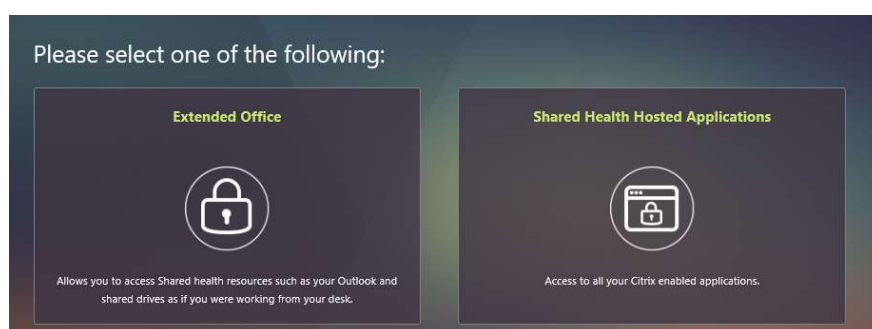 Please select one of the following:
Extended Office
Shared Health Hosted Applications
Allows you to access Shared health resources such as your Outlook and
shared drives as if you were working from your desk.
Access to all your Citrix enabled applications.